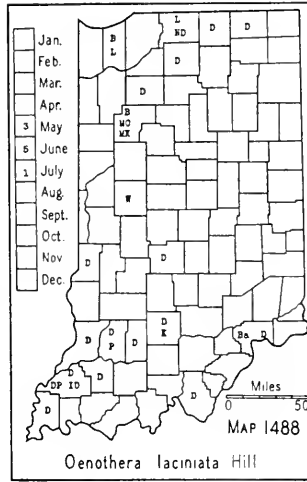 Jan.
Feb.
Mar.
Apr.
3 May
5 June
1 July
Aug.
Sept.
Oct.
Nov
Dec.
L
B ND D D
L
D
D
B
MO
MX
W
D D
D D
D P D K Ba D
D
DP ID D
D D
Miles
0 50
MAP 1488
Oenothera laciniata Hill